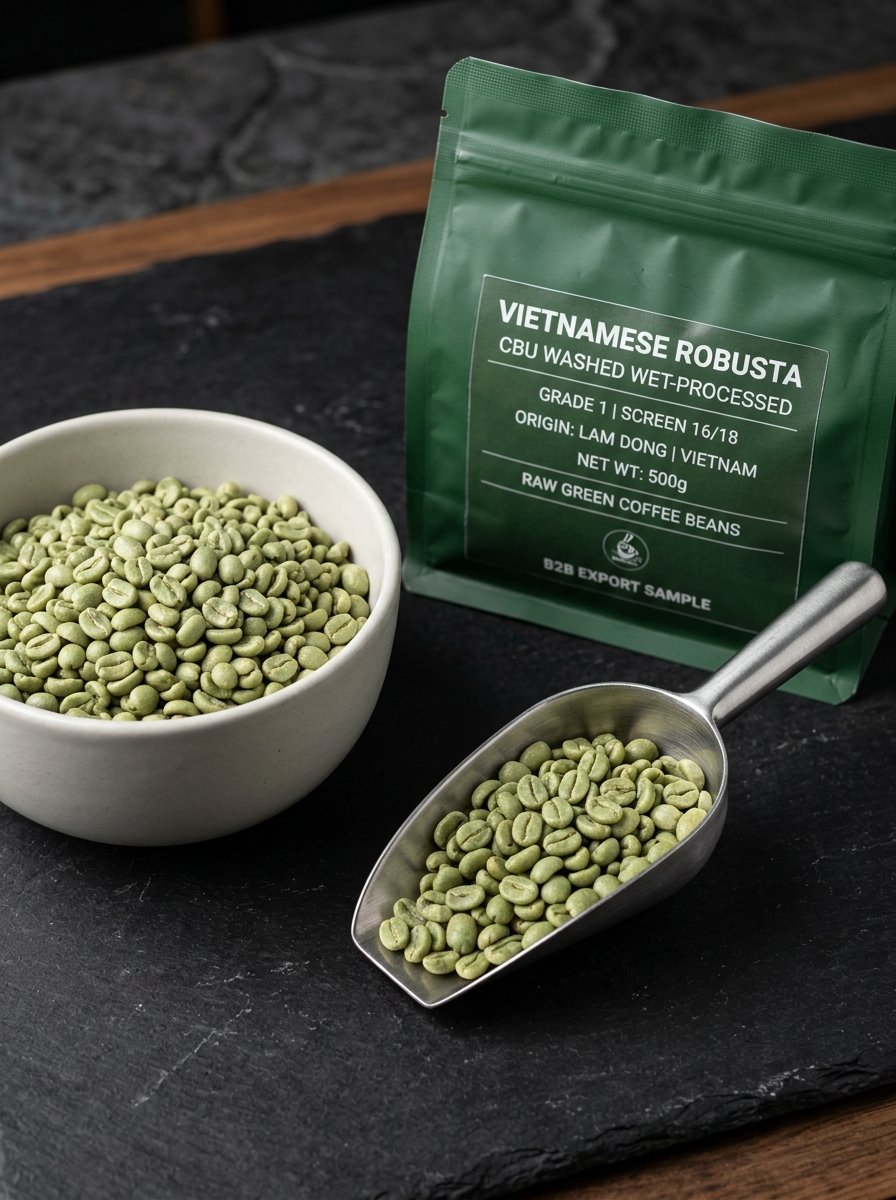 VIETNAMESE ROBUSTA
CBU WASHED WET-PROCESSED
GRADE 1 | SCREEN 16/18
ORIGIN: LAM DONG | VIETNAM
NET WT: 500g
RAW GREEN COFFEE BEANS
B2B EXPORT SAMPLE